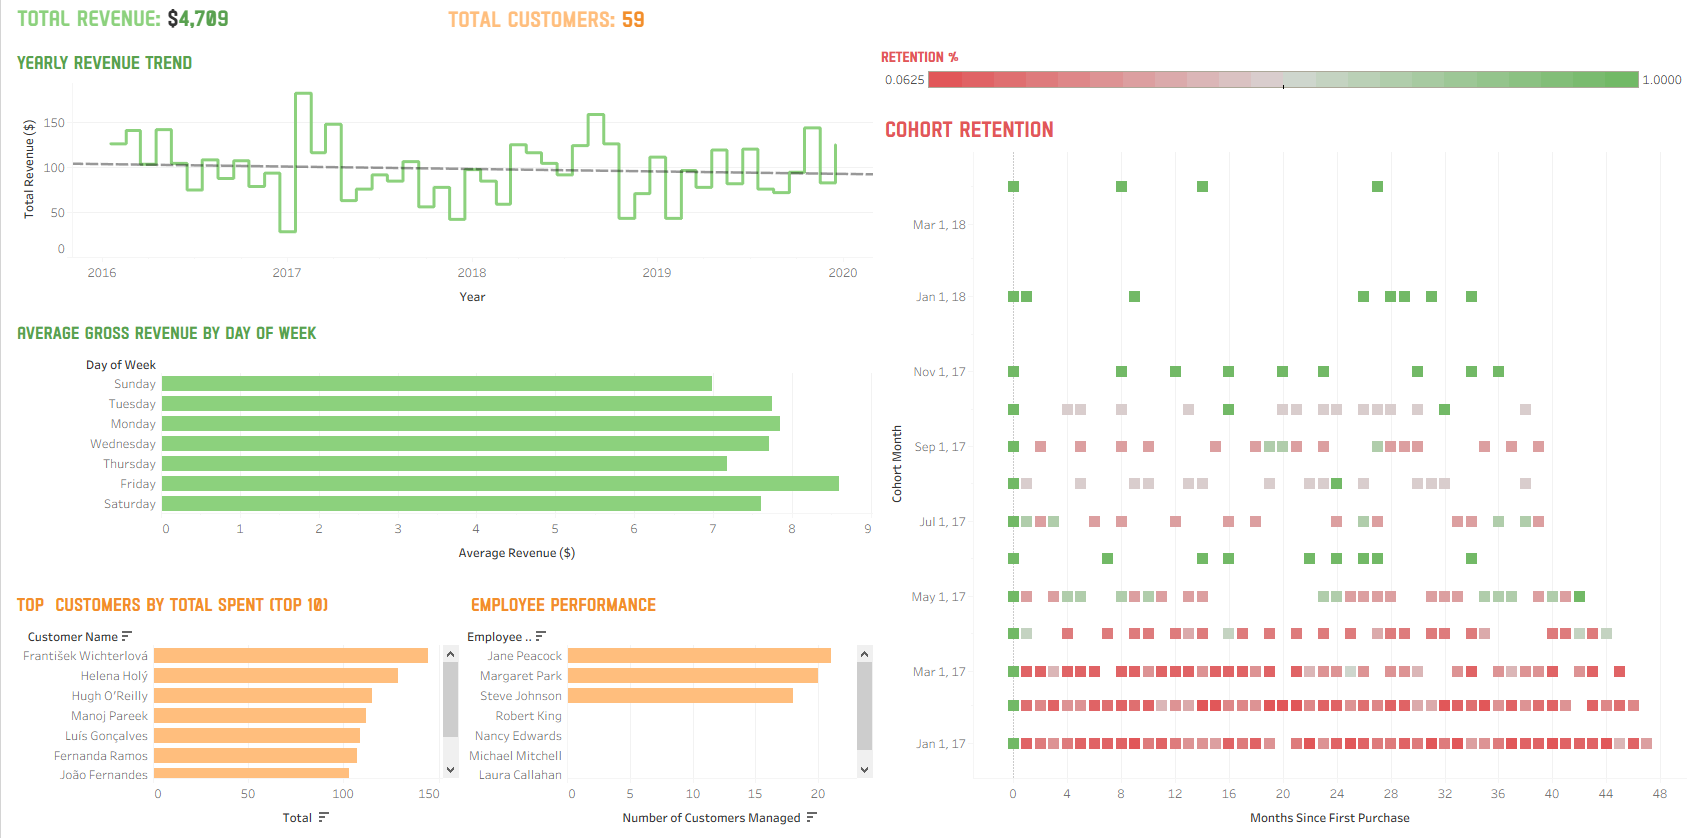 TOTAL REVENUE: $4,709
TOTAL CUSTOMERS: 59
YEARLY REVENUE TREND
Total Revenue ($)
150
100
50
0
2016 2017 2018 2019 2020
Year
AVERAGE GROSS REVENUE BY DAY OF WEEK
Day of Week
Sunday
Tuesday
Monday
Wednesday
Thursday
Friday
Saturday
0 1 2 3 4 5 6 7 8 9
Average Revenue ($)
TOP CUSTOMERS BY TOTAL SPENT (TOP 10)
Customer Name
František Wichterlová
Helena Holý
Hugh O'Reilly
Manoj Pareek
Luís Gonçalves
Fernanda Ramos
João Fernandes
0 50 100 150
Total
EMPLOYEE PERFORMANCE
Employee ..
Jane Peacock
Margaret Park
Steve Johnson
Robert King
Nancy Edwards
Michael Mitchell
Laura Callahan
0 5 10 15 20
Number of Customers Managed
RETENTION %
0.0625 1.0000
COHORT RETENTION
Cohort Month
Mar 1, 18
Jan 1, 18
Nov 1, 17
Sep 1, 17
Jul 1, 17
May 1, 17
Mar 1, 17
Jan 1, 17
0 4 8 12 16 20 24 28 32 36 40 44 48
Months Since First Purchase